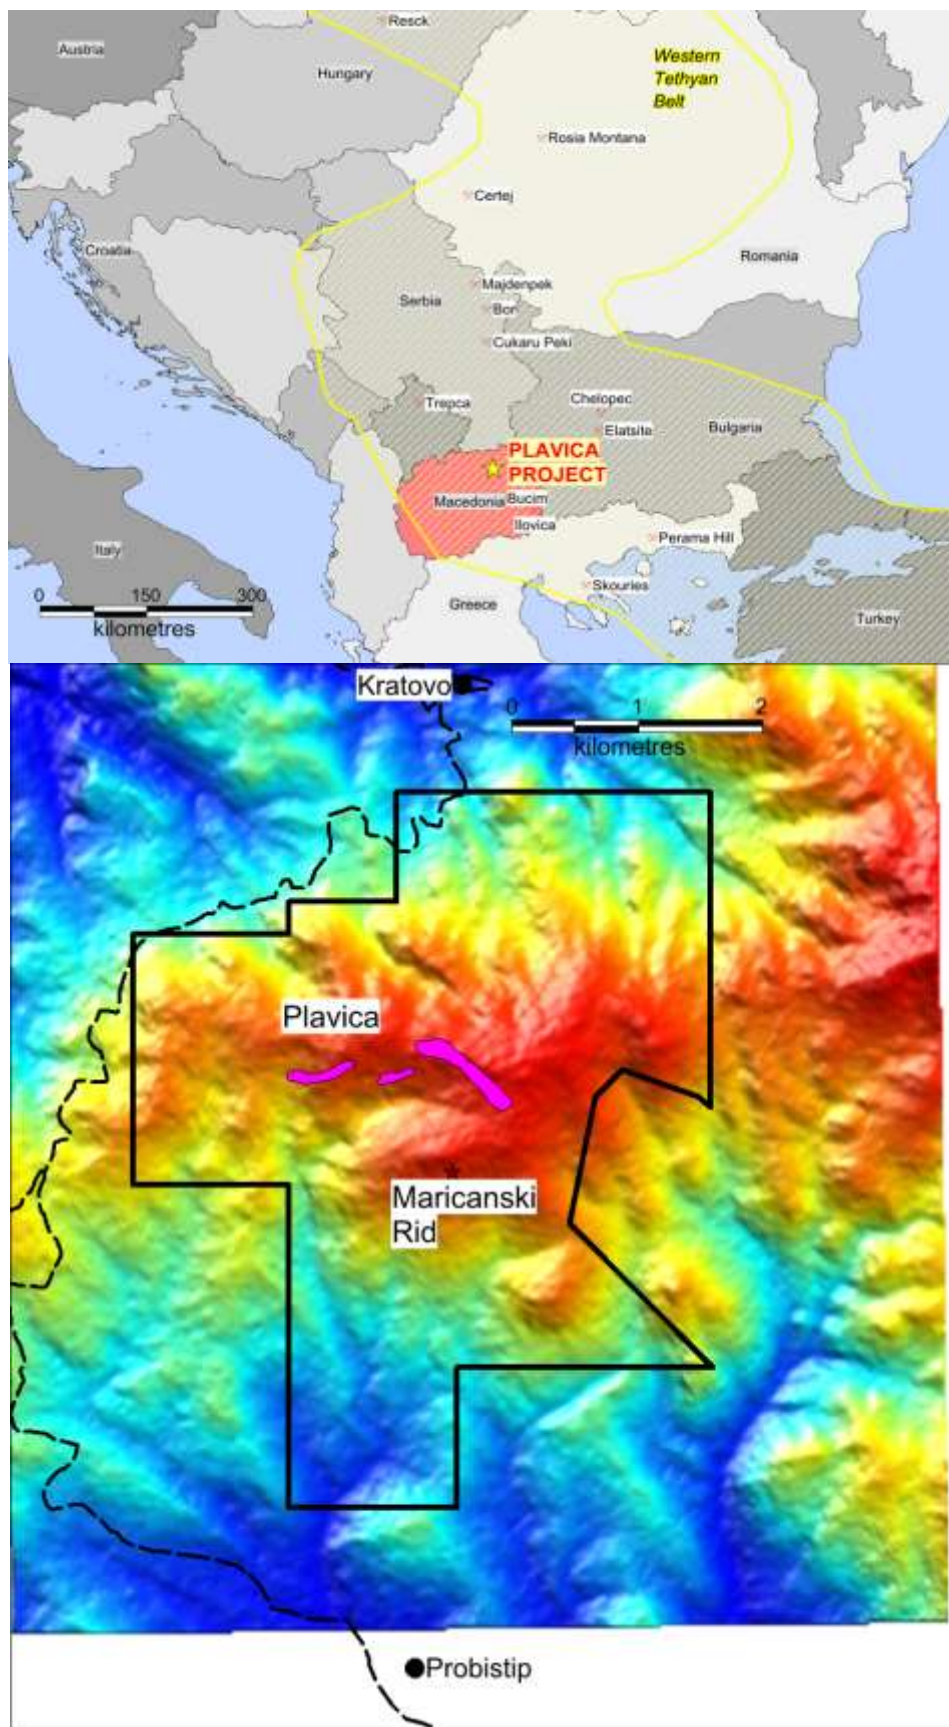 Resck
Austria
Hungary
Western
Tethyan
Belt
Rosia Montana
Certej
Croatia
Romania
Majdenpek
Serbia
Bor
Cukaru Peki
Trepca
Chelopec
Elatsite
Bulgaria
PLAVICA
PROJECT
Macedonia
Bucim
Ilovica
Perama Hill
Italy
Skouries
Greece
Turkey
0 150 300
kilometres
Kratovo
0 1 2
kilometres
Plavica
Maricanski
Rid
Probistip